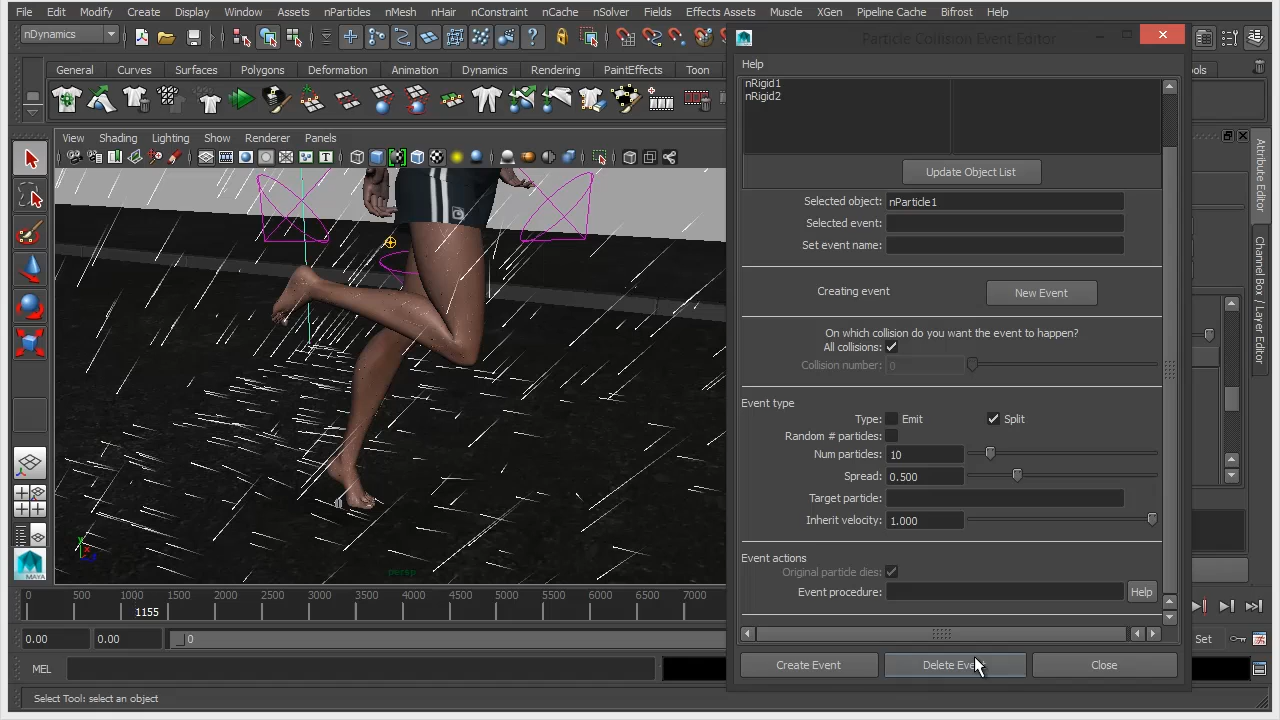 File Edit Modify Create Display Window Assets nParticles nMesh nHair nConstraint nCache nSolver Fields Effects Assets Muscle XGen Pipeline Cache Bifrost Help
nDynamics
Particle Collision Event Editor
General Curves Surfaces Polygons Deformation Animation Dynamics Rendering PaintEffects Toon
Help
nRigid1
nRigid2
View Shading Lighting Show Renderer Panels
Update Object List
Selected object: nParticle1
Selected event:
Set event name:
Creating event New Event
On which collision do you want the event to happen?
All collisions:
Collision number: 0
Event type
Type: Emit Split
Random # particles:
Num particles: 10
Spread: 0.500
Target particle:
Inherit velocity: 1.000
Event actions
Original particle dies:
Event procedure: Help
Create Event Delete Eve Close
Attribute Editor
Channel Box / Layer Editor
persp
MAYA
0 500 1000 1500 2000 2500 3000 3500 4000 4500 5000 5500 6000 6500 7000
1155
0.00 0.00 0
Set
MEL
Select Tool: select an object